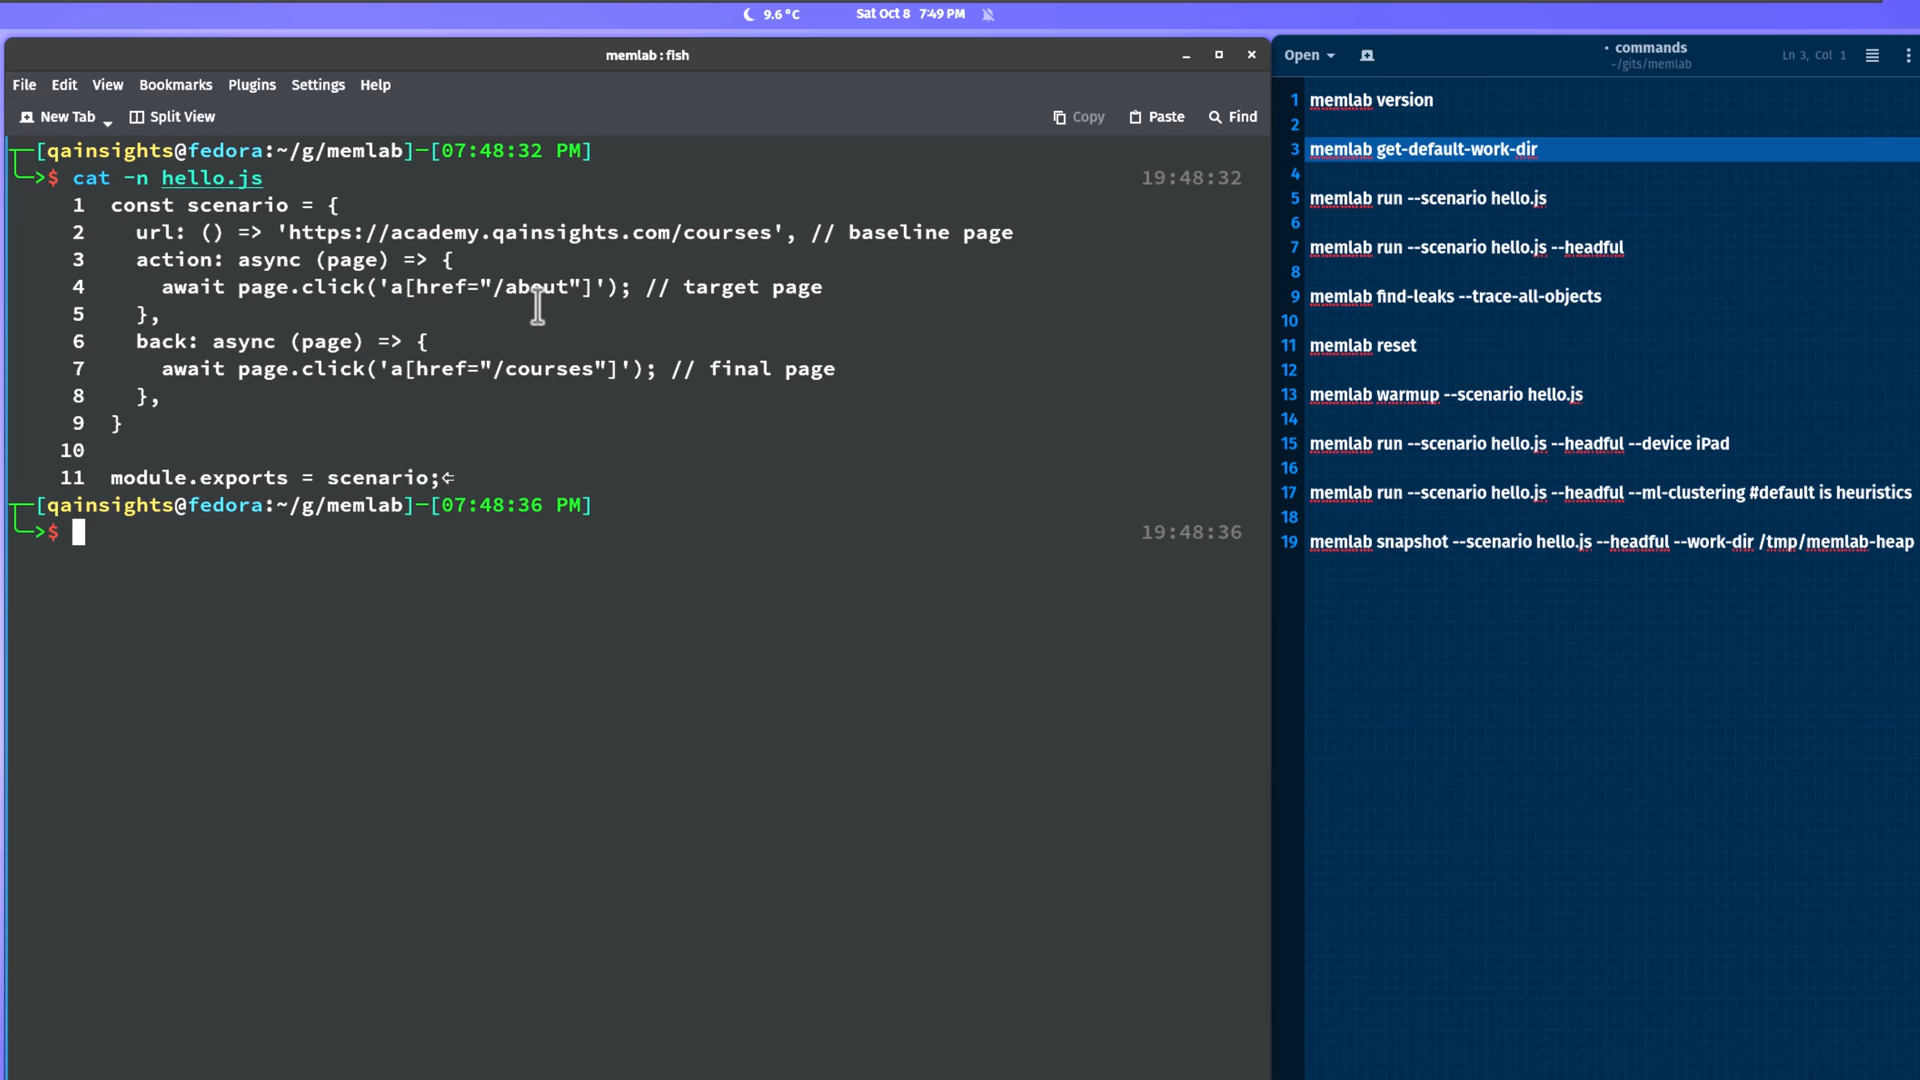 9.6°C Sat Oct 8 7:49 PM
memlab : fish
File Edit View Bookmarks Plugins Settings Help
New Tab Split View Copy Paste Find
[qainsights@fedora:~/g/memlab]-[07:48:32 PM]
>$ cat -n hello.js 19:48:32
1 const scenario = {
2   url: () => 'https://academy.qainsights.com/courses', // baseline page
3   action: async (page) => {
4     await page.click('a[href="/about"]'); // target page
5   },
6   back: async (page) => {
7     await page.click('a[href="/courses"]'); // final page
8   },
9 }
10
11 module.exports = scenario;⏎
[qainsights@fedora:~/g/memlab]-[07:48:36 PM]
>$ 19:48:36
Open • commands Ln 3, Col 1
~/gits/memlab
1 memlab version
2
3 memlab get-default-work-dir
4
5 memlab run --scenario hello.js
6
7 memlab run --scenario hello.js --headful
8
9 memlab find-leaks --trace-all-objects
10
11 memlab reset
12
13 memlab warmup --scenario hello.js
14
15 memlab run --scenario hello.js --headful --device iPad
16
17 memlab run --scenario hello.js --headful --ml-clustering #default is heuristics
18
19 memlab snapshot --scenario hello.js --headful --work-dir /tmp/memlab-heap